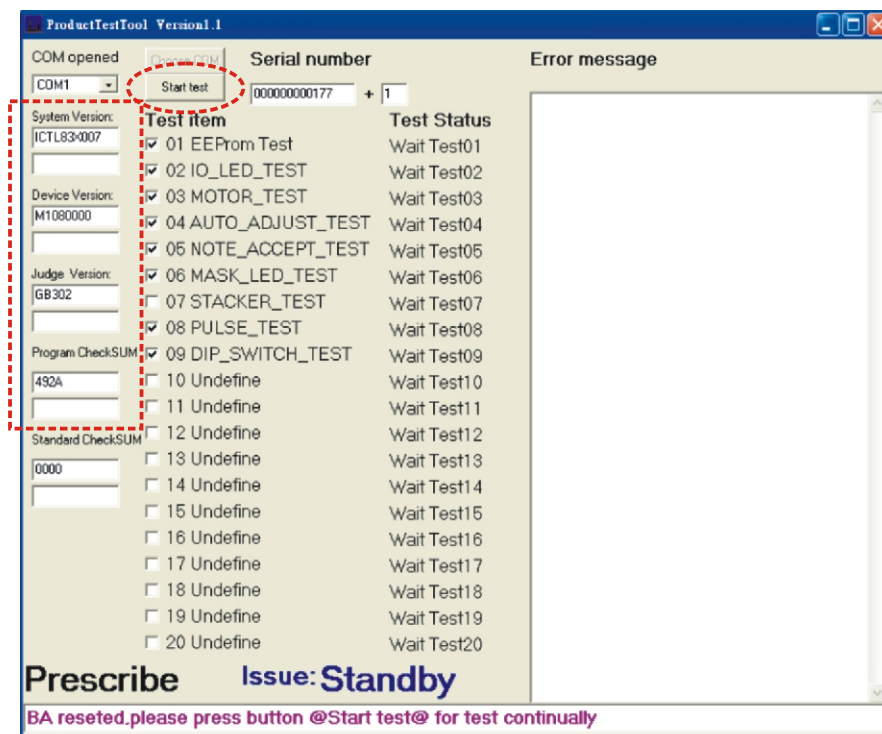 ProductTestTool Version1.1
COM opened
Choose COM
Serial number
Error message
COM1
Start test
000000000177 + 1
System Version:
ICTL83X007
Device Version:
M1080000
Judge Version:
GB302
Program CheckSUM
492A
Standard CheckSUM
0000
Test item Test Status
01 EEProm Test Wait Test01
02 IO_LED_TEST Wait Test02
03 MOTOR_TEST Wait Test03
04 AUTO_ADJUST_TEST Wait Test04
05 NOTE_ACCEPT_TEST Wait Test05
06 MASK_LED_TEST Wait Test06
07 STACKER_TEST Wait Test07
08 PULSE_TEST Wait Test08
09 DIP_SWITCH_TEST Wait Test09
10 Undefine Wait Test10
11 Undefine Wait Test11
12 Undefine Wait Test12
13 Undefine Wait Test13
14 Undefine Wait Test14
15 Undefine Wait Test15
16 Undefine Wait Test16
17 Undefine Wait Test17
18 Undefine Wait Test18
19 Undefine Wait Test19
20 Undefine Wait Test20
Prescribe Issue: Standby
BA reseted,please press button @Start test@ for test continually